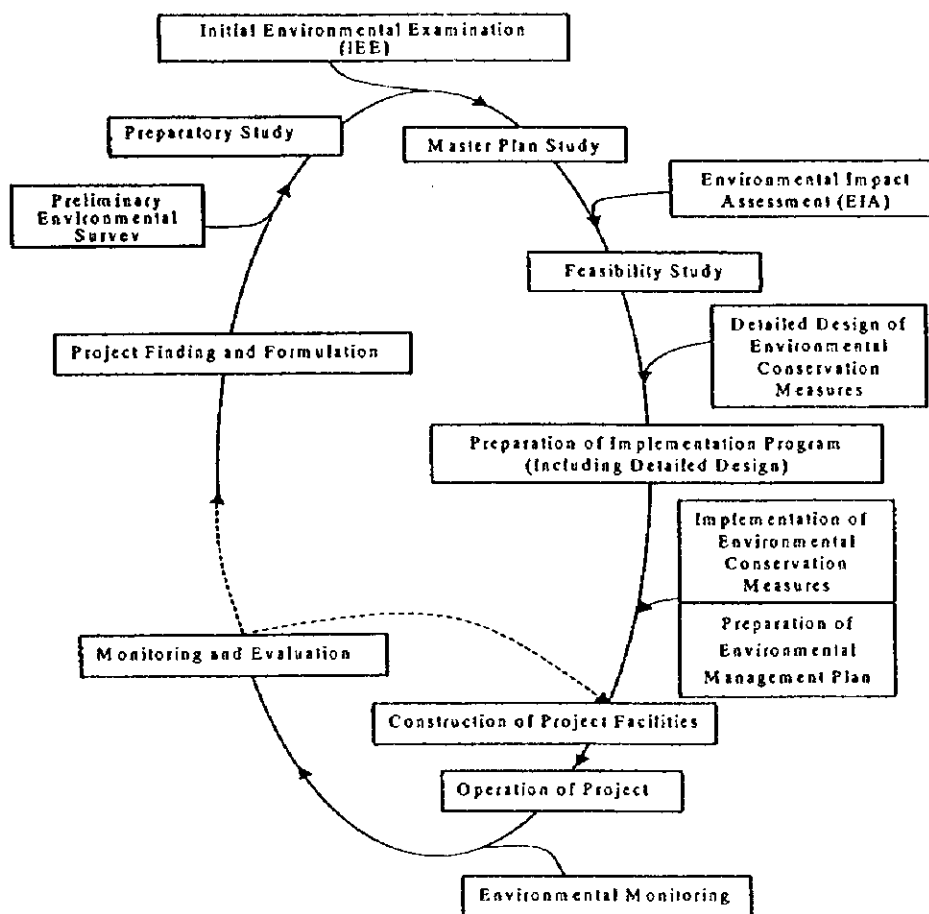 Initial Environmental Examination
(IEE)
Preparatory Study
Master Plan Study
Preliminary
Environmental
Survey
Environmental Impact
Assessment (EIA)
Feasibility Study
Detailed Design of
Environmental
Conservation
Measures
Project Finding and Formulation
Preparation of Implementation Program
(Including Detailed Design)
Implementation of
Environmental
Conservation
Measures
Preparation of
Environmental
Management Plan
Monitoring and Evaluation
Construction of Project Facilities
Operation of Project
Environmental Monitoring